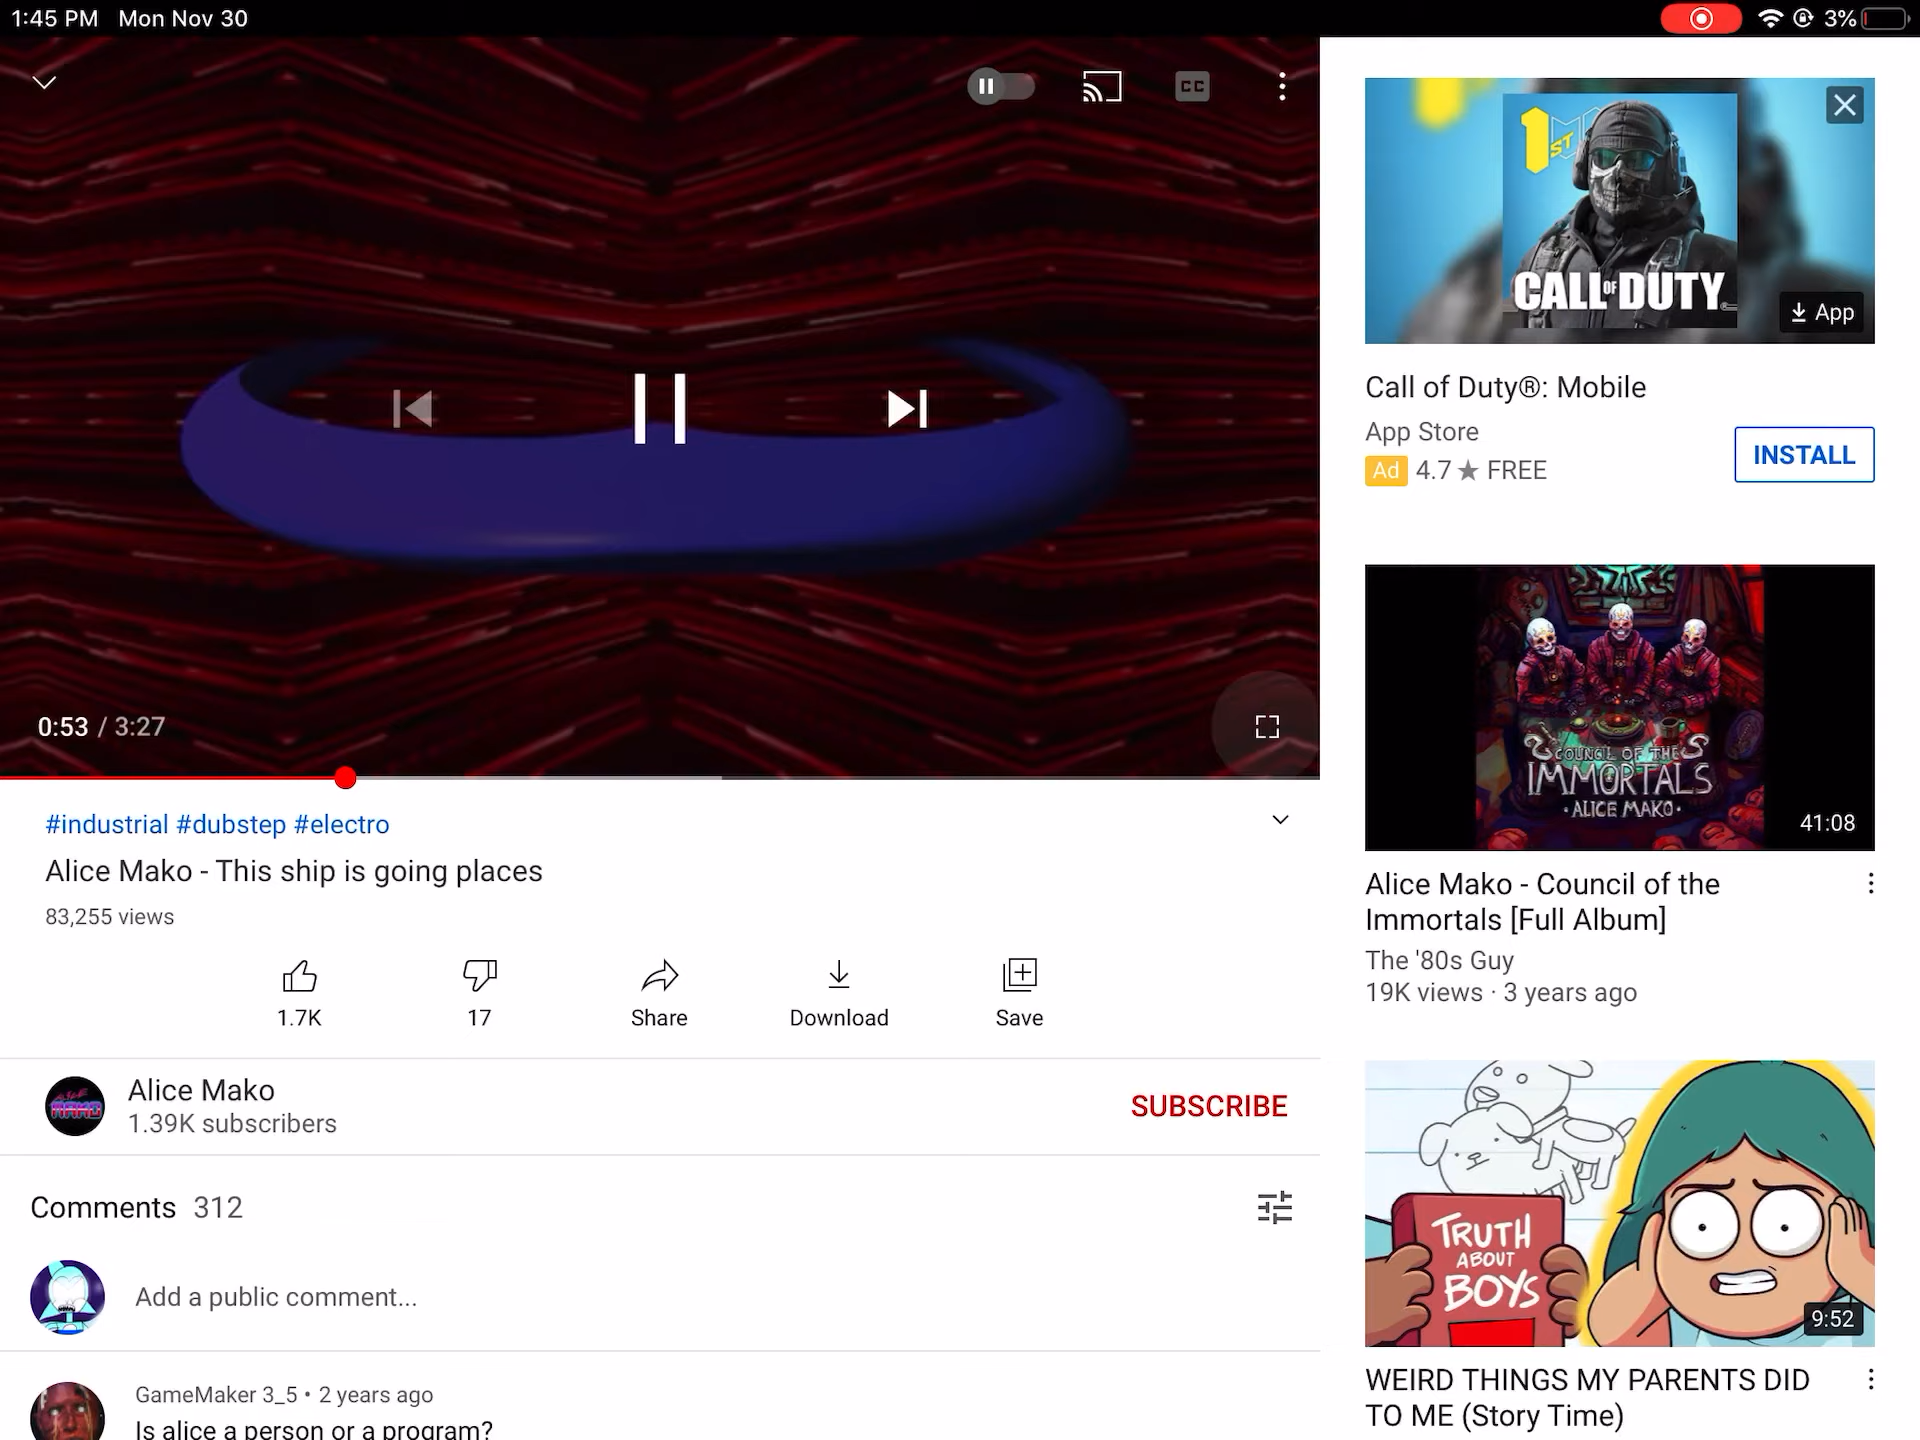 1:45 PM Mon Nov 30
3%
CC
0:53 / 3:27
#industrial #dubstep #electro
Alice Mako - This ship is going places
83,255 views
1.7K
17
Share
Download
Save
Alice Mako
1.39K subscribers
SUBSCRIBE
Comments 312
Add a public comment...
GameMaker 3_5 • 2 years ago
Is alice a person or a program?
1ST
CALL OF DUTY
App
Call of Duty®: Mobile
App Store
Ad 4.7 ★ FREE
INSTALL
COUNCIL OF THE
IMMORTALS
· ALICE MAKO ·
41:08
Alice Mako - Council of the
Immortals [Full Album]
The '80s Guy
19K views · 3 years ago
TRUTH
ABOUT
BOYS
9:52
WEIRD THINGS MY PARENTS DID
TO ME (Story Time)